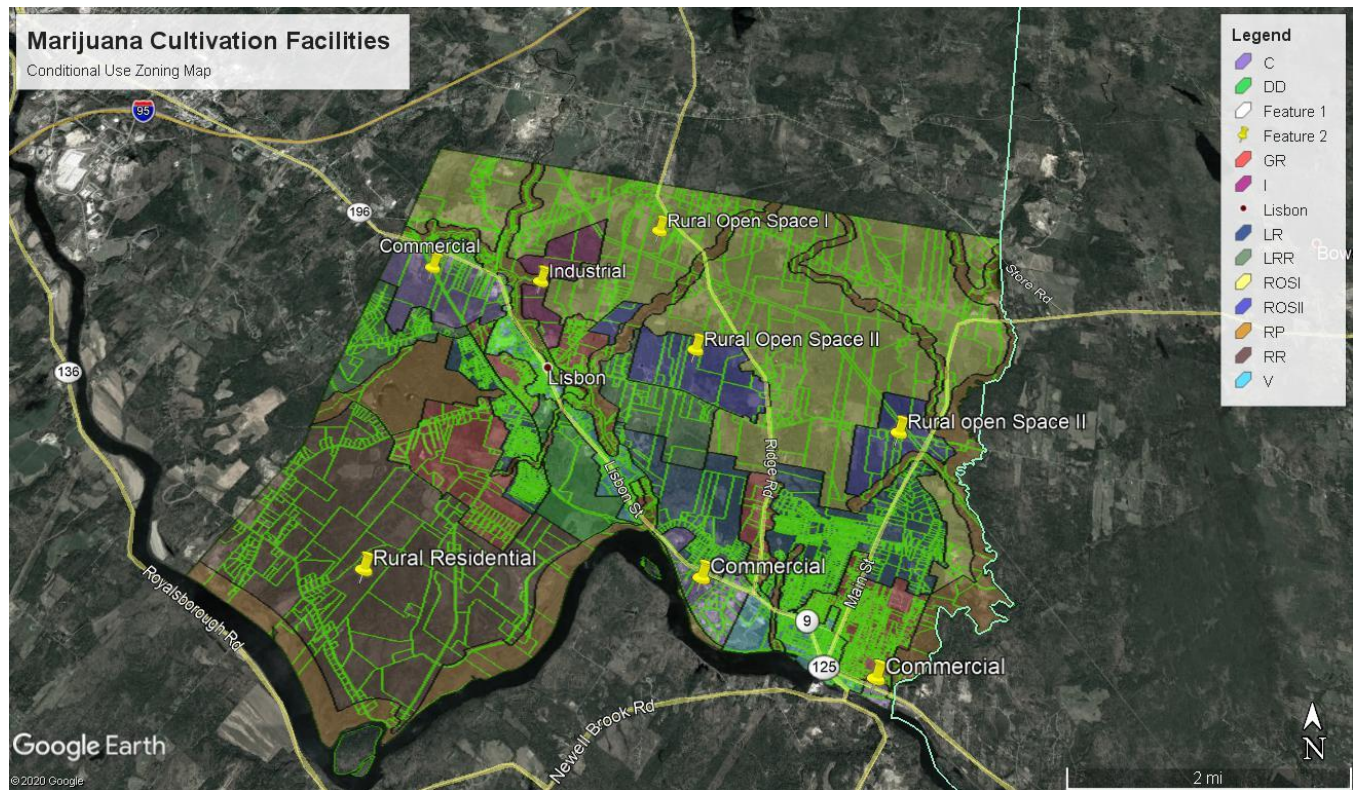 Marijuana Cultivation Facilities
Conditional Use Zoning Map
Legend
C
DD
Feature 1
Feature 2
GR
I
Lisbon
LR
LRR
ROSI
ROSII
RP
RR
V
95
196
Rural Open Space I
Commercial
Industrial
Bow
Store Rd
Rural Open Space II
136
Lisbon
Rural open Space II
Ridge Rd
Lisbon St
Rural Residential
Commercial
Main St
Royalsborough Rd
9
125
Commercial
Newell Brook Rd
Google Earth
© 2020 Google
N
2 mi